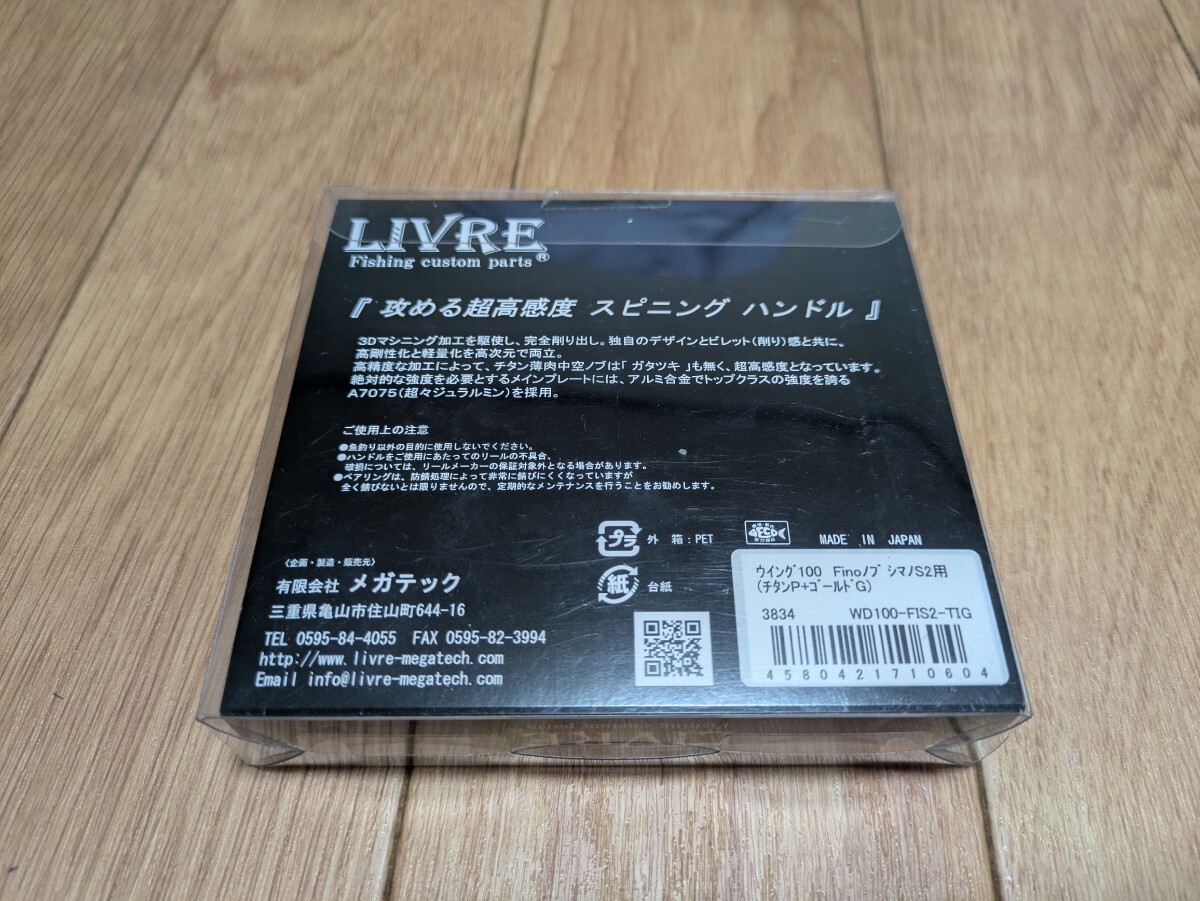 LIVRE
Fishing custom parts®
『 攻める超高感度 スピニング ハンドル 』
3Dマシニング加工を駆使し、完全削り出し。独自のデザインとビレット(削り)感と共に、
高剛性化と軽量化を高次元で両立。
高精度な加工によって、チタン薄肉中空ノブは「 ガタツキ 」も無く、超高感度となっています。
絶対的な強度を必要とするメインプレートには、アルミ合金でトップクラスの強度を誇る
A7075(超々ジュラルミン)を採用。
ご使用上の注意
●魚釣り以外の目的に使用しないでください。
●ハンドルをご使用にあたってのリールの不具合、
破損については、リールメーカーの保証対象外となる場合があります。
●ベアリングは、防錆処理によって非常に錆びにくくなっていますが
全く錆びないとは限りませんので、定期的なメンテナンスを行うことをお勧めします。
プラ 外 箱 : PET
紙 台紙
MADE IN JAPAN
〈企画・製造・販売元〉
有限会社 メガテック
三重県亀山市住山町644-16
TEL 0595-84-4055 FAX 0595-82-3994
http://www.livre-megatech.com
Email info@livre-megatech.com
ウイング100 Finoノブ シマノS2用
(チタンP+ゴールドG)
3834 WD100-FIS2-TIG
4580421710604
LIVRE